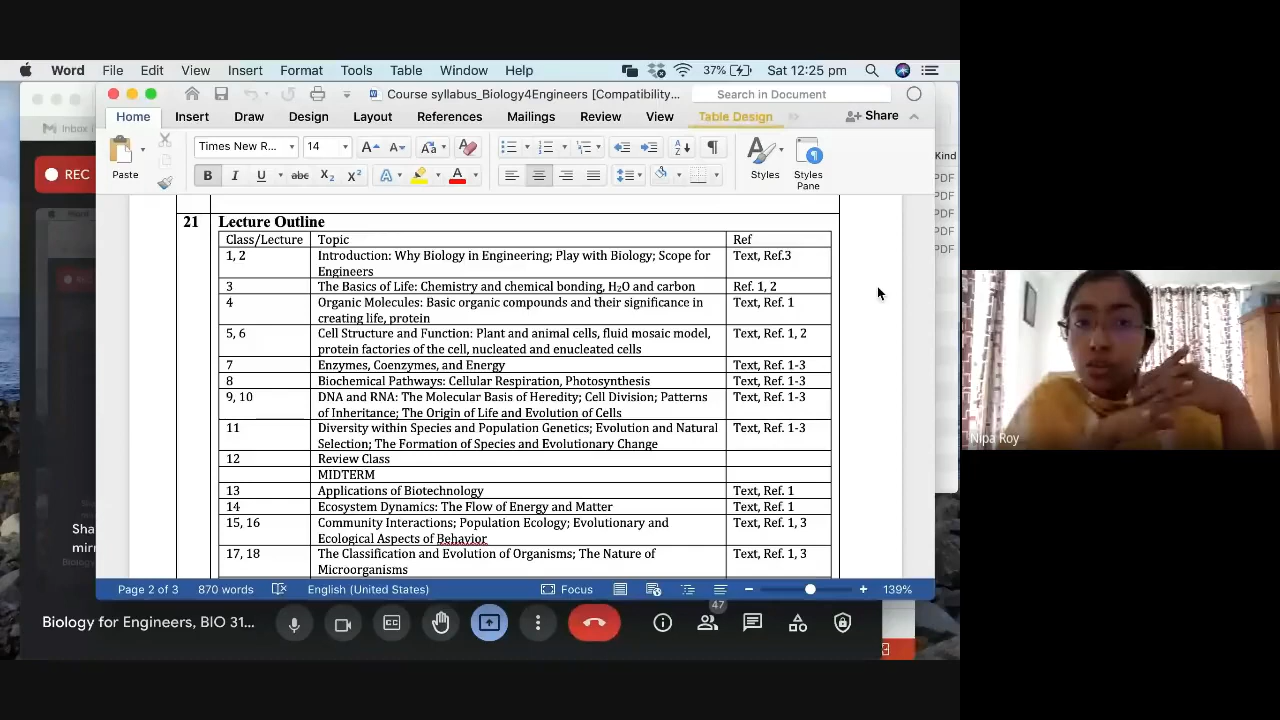 Word File Edit View Insert Format Tools Table Window Help 37% Sat 12:25 pm
Course syllabus_Biology4Engineers [Compatibility... Search in Document
Home Insert Draw Design Layout References Mailings Review View Table Design Share
Inbox
Kind
Times New R... 14
Paste
Styles
Styles Pane
REC
PDF
PDF
PDF
PDF
PDF
21 Lecture Outline
Class/Lecture Topic Ref
1, 2 Introduction: Why Biology in Engineering; Play with Biology; Scope for Text, Ref.3
Engineers
3 The Basics of Life: Chemistry and chemical bonding, H₂O and carbon Ref. 1, 2
4 Organic Molecules: Basic organic compounds and their significance in Text, Ref. 1
creating life, protein
5, 6 Cell Structure and Function: Plant and animal cells, fluid mosaic model, Text, Ref. 1, 2
protein factories of the cell, nucleated and enucleated cells
7 Enzymes, Coenzymes, and Energy Text, Ref. 1-3
8 Biochemical Pathways: Cellular Respiration, Photosynthesis Text, Ref. 1-3
9, 10 DNA and RNA: The Molecular Basis of Heredity; Cell Division; Patterns Text, Ref. 1-3
of Inheritance; The Origin of Life and Evolution of Cells
11 Diversity within Species and Population Genetics; Evolution and Natural Text, Ref. 1-3
Selection; The Formation of Species and Evolutionary Change
12 Review Class
MIDTERM
13 Applications of Biotechnology Text, Ref. 1
14 Ecosystem Dynamics: The Flow of Energy and Matter Text, Ref. 1
15, 16 Community Interactions; Population Ecology; Evolutionary and Text, Ref. 1, 3
Ecological Aspects of Behavior
17, 18 The Classification and Evolution of Organisms; The Nature of Text, Ref. 1, 3
Microorganisms
Nipa Roy
Page 2 of 3 870 words English (United States) Focus 139%
Biology for Engineers, BIO 31... 47